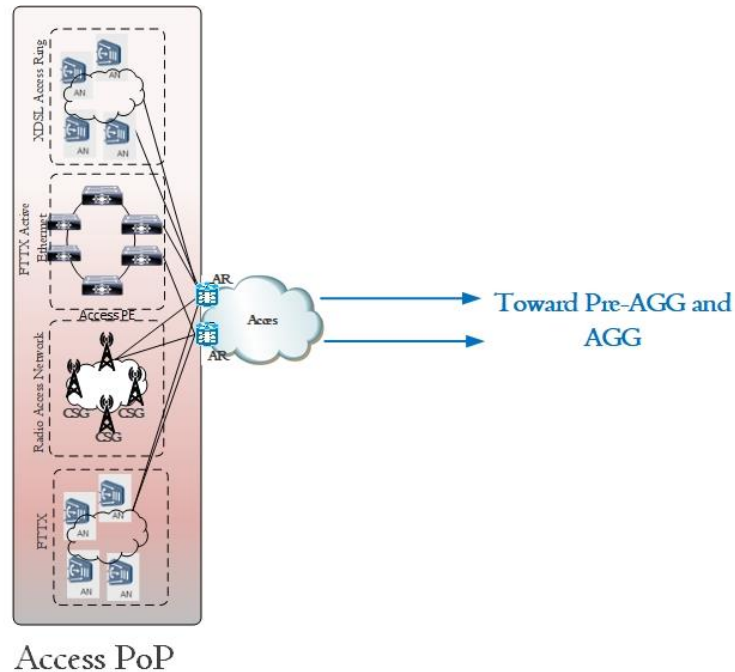 XDSL Access Ring
AN
AN
AN
AN
FTTX Active
Ethernet
Access PE
Radio Access Network
CSG
CSG
CSG
FTTX
AN
AN
AN
AN
AR
Acces
AR
Toward Pre-AGG and
AGG
Access PoP